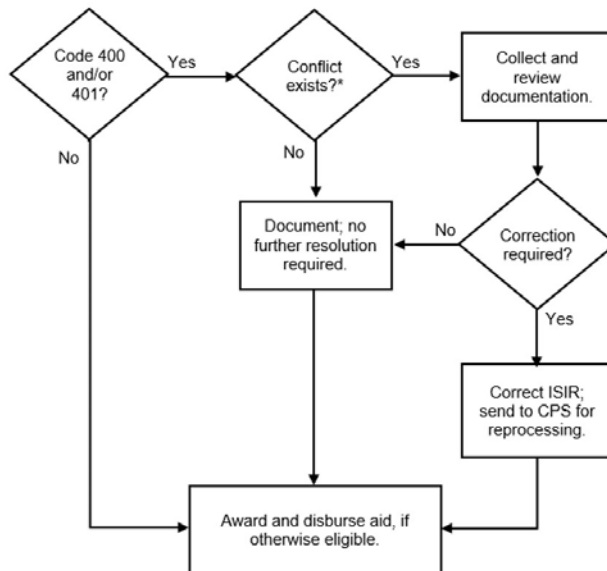 Code 400
and/or
401?
Yes
Conflict
exists?*
Yes
Collect and
review
documentation.
No
No
Document; no
further resolution
required.
No
Correction
required?
Yes
Correct ISIR;
send to CPS for
reprocessing.
Award and disburse aid, if
otherwise eligible.